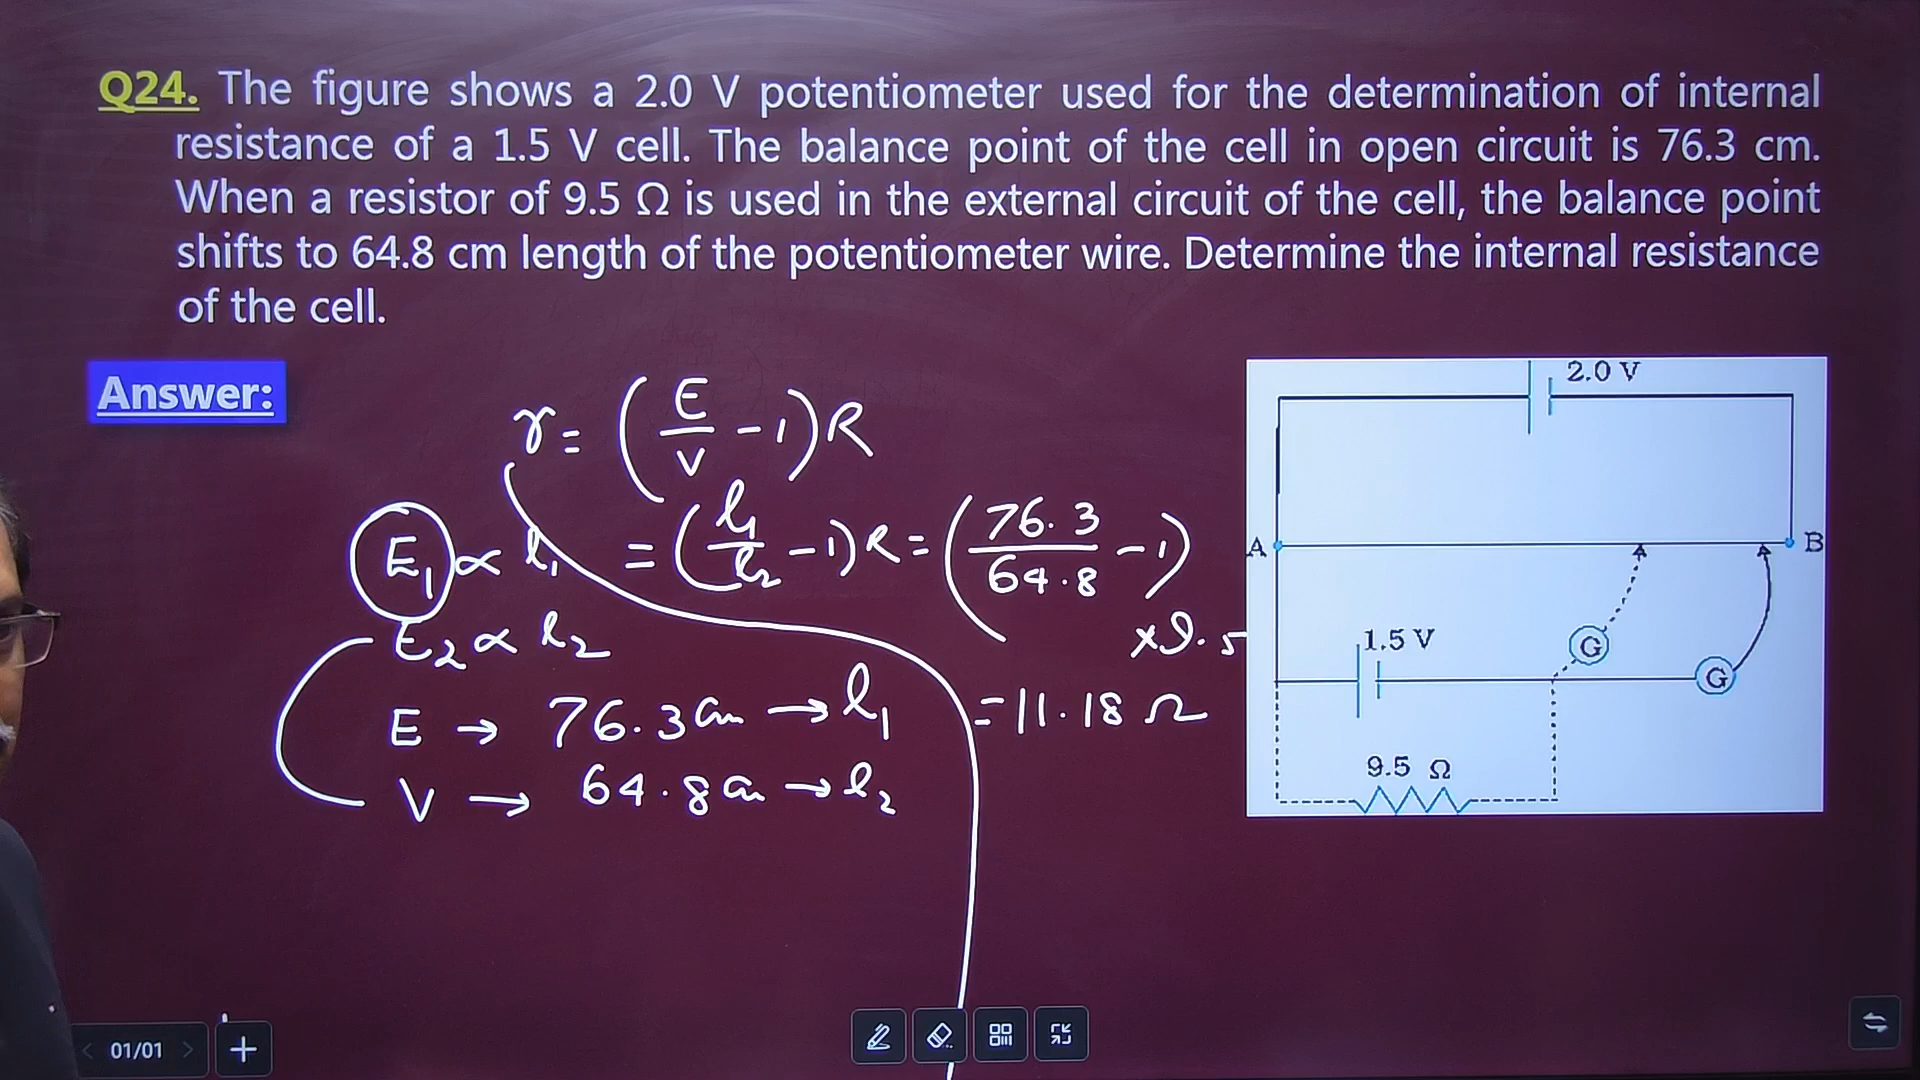 Q24. The figure shows a 2.0 V potentiometer used for the determination of internal
resistance of a 1.5 V cell. The balance point of the cell in open circuit is 76.3 cm.
When a resistor of 9.5 Ω is used in the external circuit of the cell, the balance point
shifts to 64.8 cm length of the potentiometer wire. Determine the internal resistance
of the cell.
Answer:
r = (E/V - 1) R
= (l1/l2 - 1) R = (76.3/64.8 - 1)
x 9.5
= 11.18 Ω
E1 ∝ l1
E2 ∝ l2
E → 76.3 cm → l1
V → 64.8 cm → l2
2.0 V
A
B
1.5 V
G
G
9.5 Ω
01/01